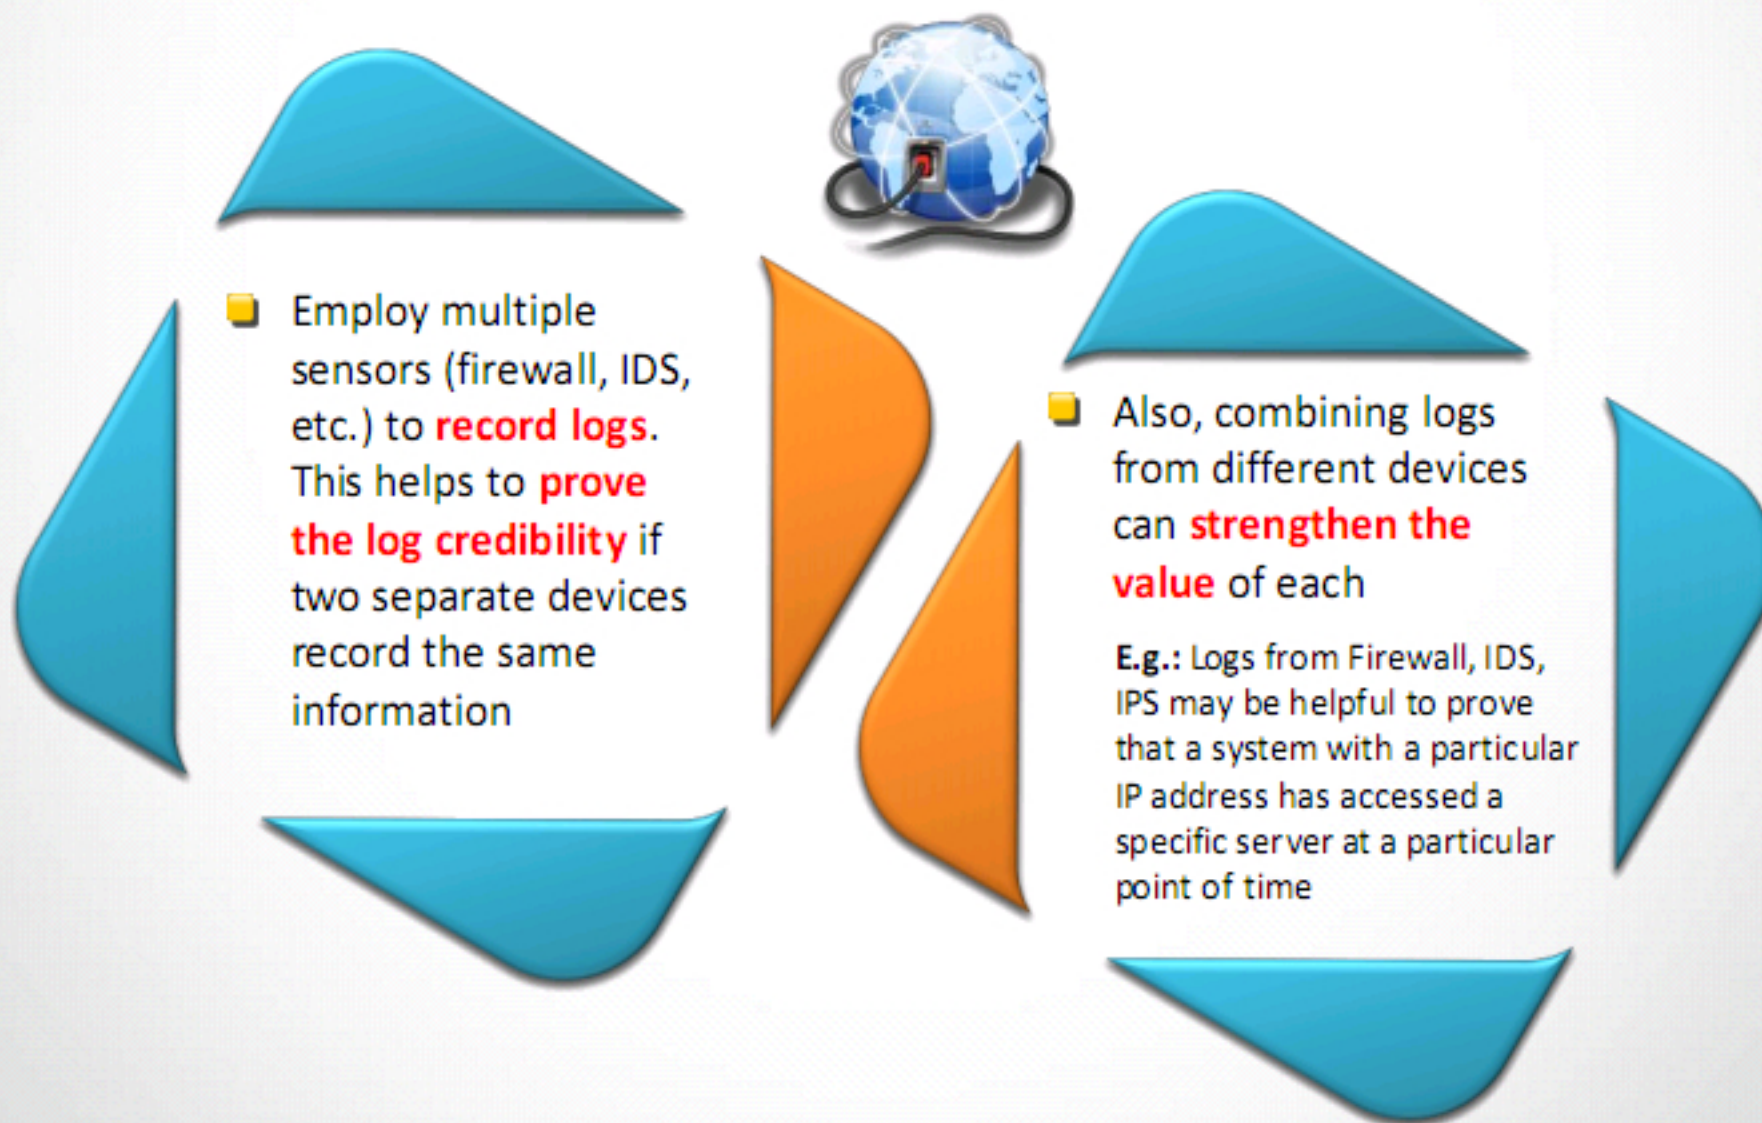 Employ multiple
sensors (firewall, IDS,
etc.) to record logs.
This helps to prove
the log credibility if
two separate devices
record the same
information
Also, combining logs
from different devices
can strengthen the
value of each
E.g.: Logs from Firewall, IDS,
IPS may be helpful to prove
that a system with a particular
IP address has accessed a
specific server at a particular
point of time